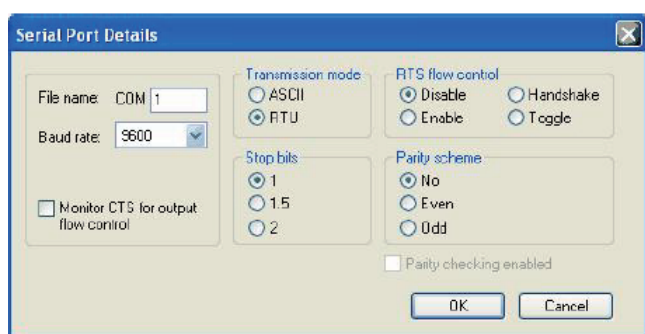 Serial Port Details
File name: COM 1
Baud rate: 9600
Monitor CTS for output
flow control
Transmission mode
ASCII
RTU
Stop bits
1
1.5
2
RTS flow control
Disable
Handshake
Enable
Toggle
Parity scheme
No
Even
Odd
Parity checking enabled
OK
Cancel